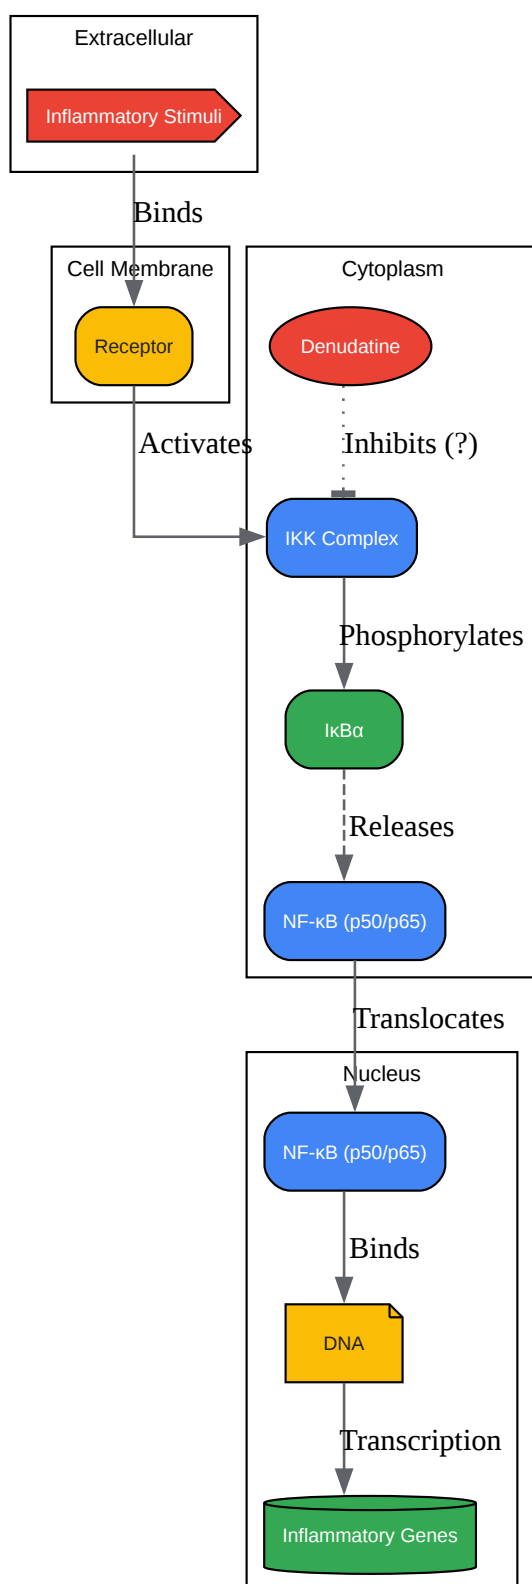 Extracellular
Inflammatory Stimuli
Binds
Cell Membrane
Receptor
Cytoplasm
Denudatine
Activates
Inhibits (?)
IKK Complex
Phosphorylates
IκBα
Releases
NF-κB (p50/p65)
Translocates
Nucleus
NF-κB (p50/p65)
Binds
DNA
Transcription
Inflammatory Genes